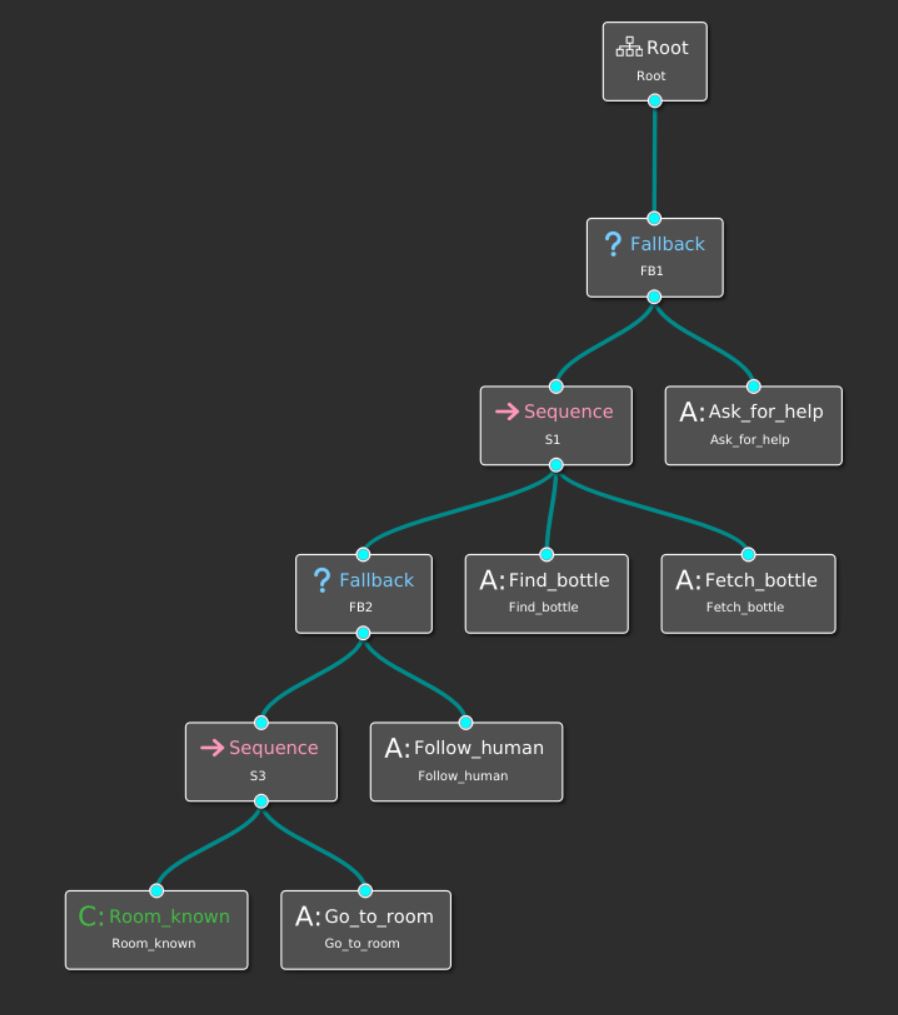 Root
Root
? Fallback
FB1
→ Sequence
S1
A: Ask_for_help
Ask_for_help
? Fallback
FB2
A: Find_bottle
Find_bottle
A: Fetch_bottle
Fetch_bottle
→ Sequence
S3
A: Follow_human
Follow_human
C: Room_known
Room_known
A: Go_to_room
Go_to_room